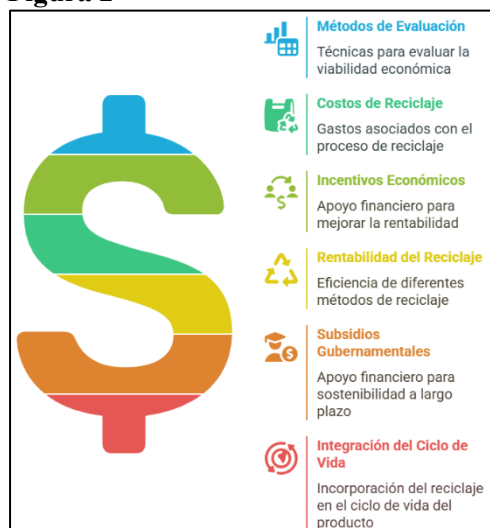 Métodos de Evaluación
Técnicas para evaluar la
viabilidad económica
Costos de Reciclaje
Gastos asociados con el
proceso de reciclaje
Incentivos Económicos
Apoyo financiero para
mejorar la rentabilidad
Rentabilidad del Reciclaje
Eficiencia de diferentes
métodos de reciclaje
Subsidios
Gubernamentales
Apoyo financiero para
sostenibilidad a largo
plazo
Integración del Ciclo de
Vida
Incorporación del reciclaje
en el ciclo de vida del
producto